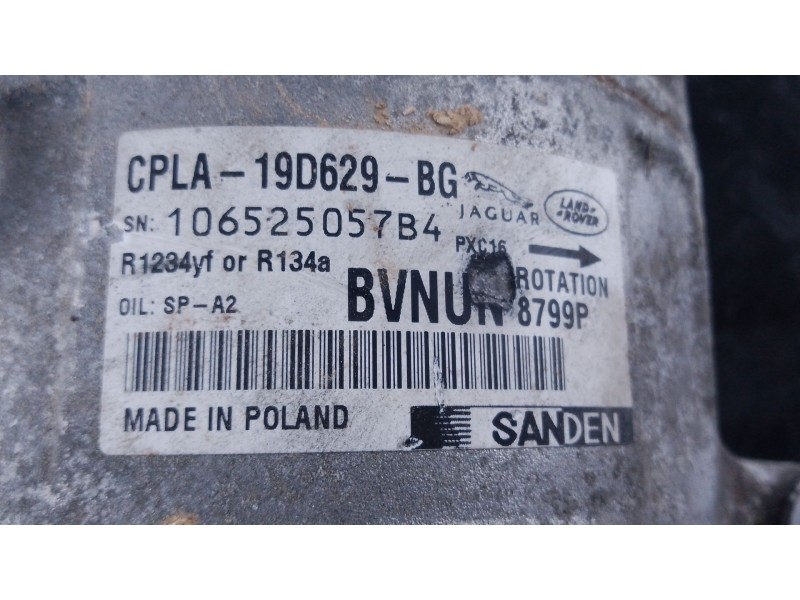 CPLA-19D629-BG
JAGUAR
LAND ROVER
SN: 106525057B4
PXC16
R1234yf or R134a
ROTATION
OIL: SP-A2
8799P
MADE IN POLAND
SANDEN